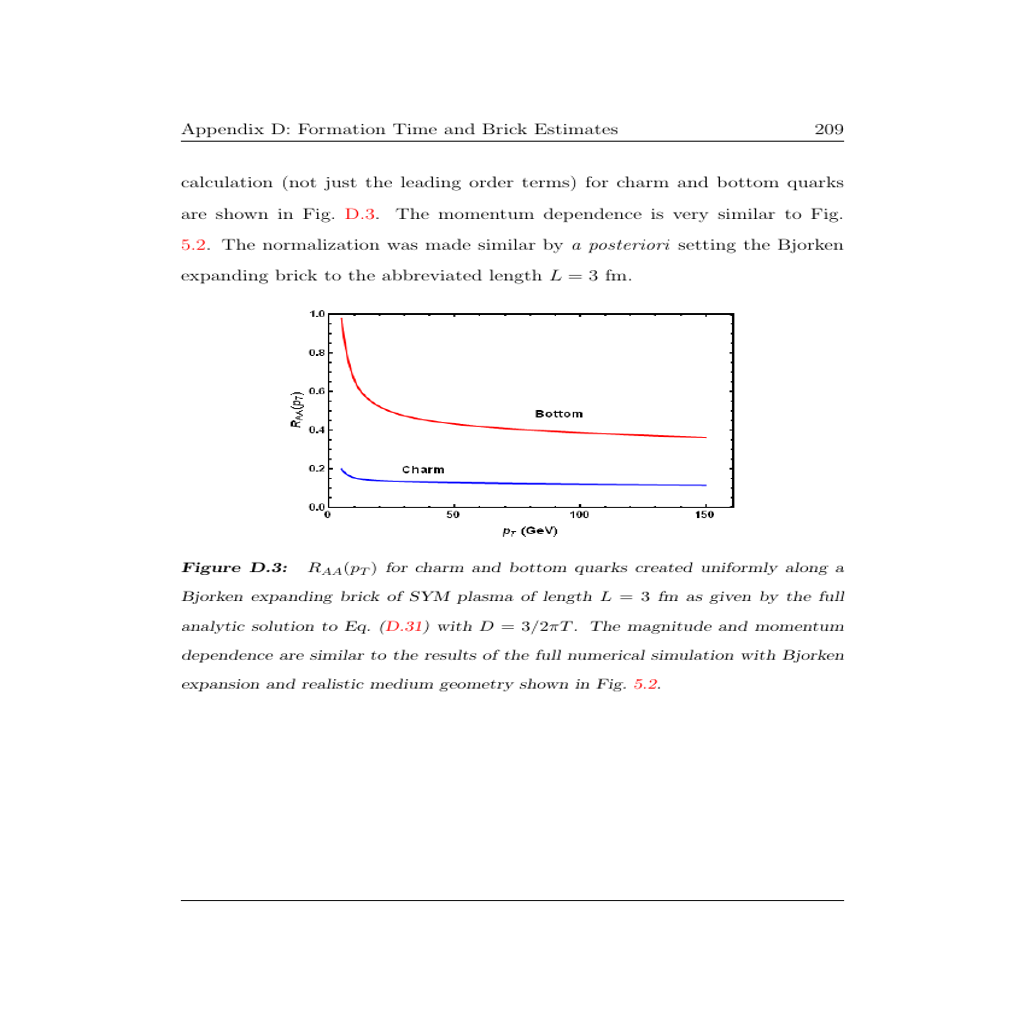 Appendix D: Formation Time and Brick Estimates 209
calculation (not just the leading order terms) for charm and bottom quarks
are shown in Fig. D.3. The momentum dependence is very similar to Fig.
5.2. The normalization was made similar by a posteriori setting the Bjorken
expanding brick to the abbreviated length L = 3 fm.
1.0
0.8
0.6
0.4
0.2
0.0
R_AA(p_T)
Bottom
Charm
0 50 100 150
p_T (GeV)
Figure D.3: R_AA(p_T) for charm and bottom quarks created uniformly along a
Bjorken expanding brick of SYM plasma of length L = 3 fm as given by the full
analytic solution to Eq. (D.31) with D = 3/2πT. The magnitude and momentum
dependence are similar to the results of the full numerical simulation with Bjorken
expansion and realistic medium geometry shown in Fig. 5.2.